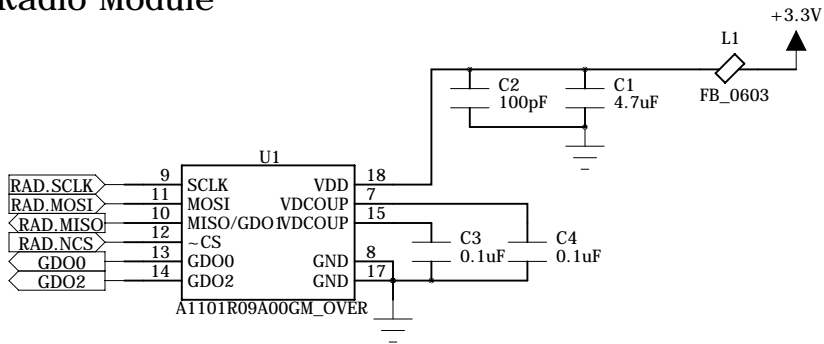 Radio Module
+3.3V
L1
FB_0603
C2
100pF
C1
4.7uF
U1
RAD.SCLK 9 SCLK VDD 18
RAD.MOSI 11 MOSI VDCOUP 7
RAD.MISO 10 MISO/GDO1 VDCOUP 15
RAD.NCS 12 ~CS
GDO0 13 GDO0 GND 8
GDO2 14 GDO2 GND 17
C3
0.1uF
C4
0.1uF
A1101R09A00GM_OVER